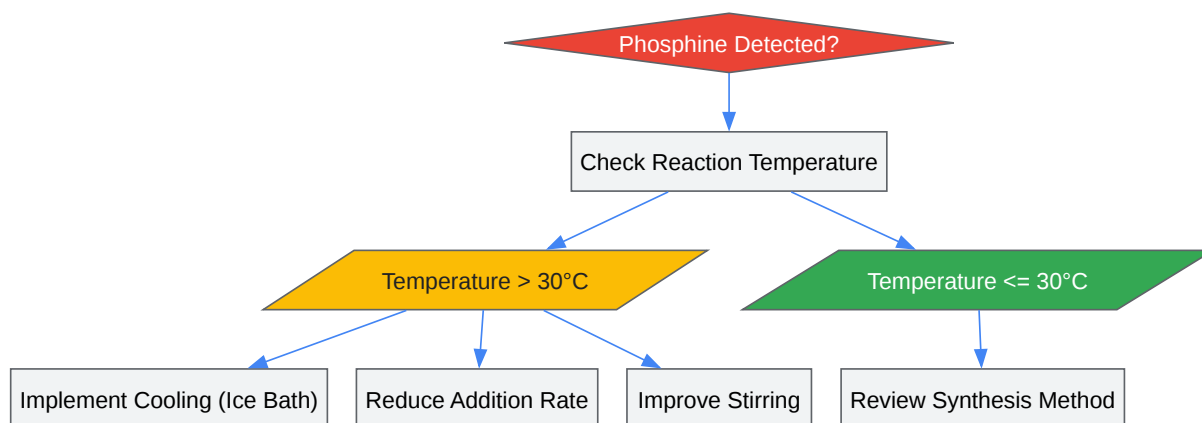 Phosphine Detected?
Check Reaction Temperature
Temperature > 30°C
Temperature <= 30°C
Implement Cooling (Ice Bath)
Reduce Addition Rate
Improve Stirring
Review Synthesis Method